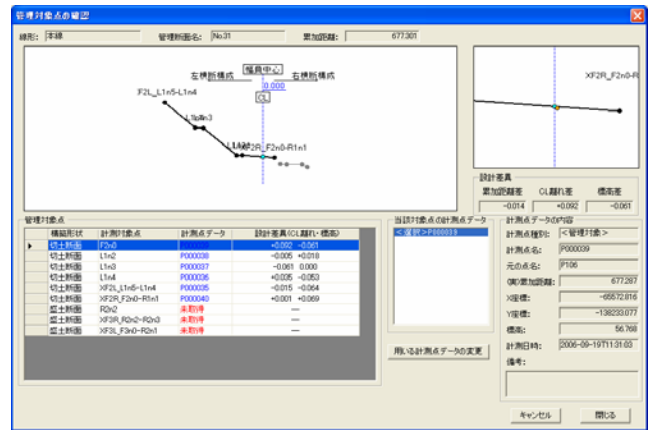 管理対象点の確認
線形: 本線 管理断面名: No.31 累加距離: 677.301
幅員中心
左横断構成 右横断構成
0.000
CL
XF2L_L1n5-L1n4
XF2R_F2n0-R1n1
XF2R_F2n0-R
設計差異
累加距離差 CL離れ差 標高差
-0.014 +0.092 -0.061
管理対象点
構築形状 計測対象点 計測点データ 設計差異(CL離れ・標高)
切土断面 F2n0 P000039 +0.092 -0.061
切土断面 L1n2 P000038 -0.005 +0.018
切土断面 L1n3 P000037 -0.061 0.000
切土断面 L1n4 P000036 +0.035 -0.053
切土断面 XF2L_L1n5-L1n4 P000035 -0.015 -0.064
切土断面 XF2R_F2n0-R1n1 P000040 +0.001 +0.069
盛土断面 R2n2 未取得 ―
盛土断面 XF3R_R2n2-R2n3 未取得 ―
盛土断面 XF3L_F3n0-R2n1 未取得 ―
当該対象点の計測点データ
<選択>P000039
用いる計測点データの変更
計測点データの内容
計測点種別: <管理対象>
計測点名: P000039
元の点名: P106
(実)累加距離: 677.287
X座標: -66572.816
Y座標: -138233.077
標高: 56.768
計測日時: 2006-09-19T11:31:03
備考:
キャンセル 閉じる